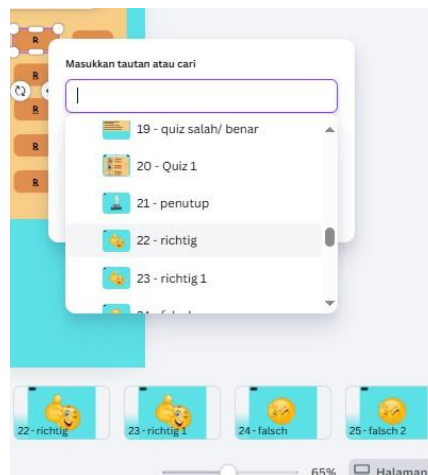 R
R
R
R
R
Masukkan tautan atau cari
19 - quiz salah/ benar
20 - Quiz 1
21 - penutup
22 - richtig
23 - richtig 1
22 - richtig
23 - richtig 1
24 - falsch
25 - falsch 2
65%
Halaman